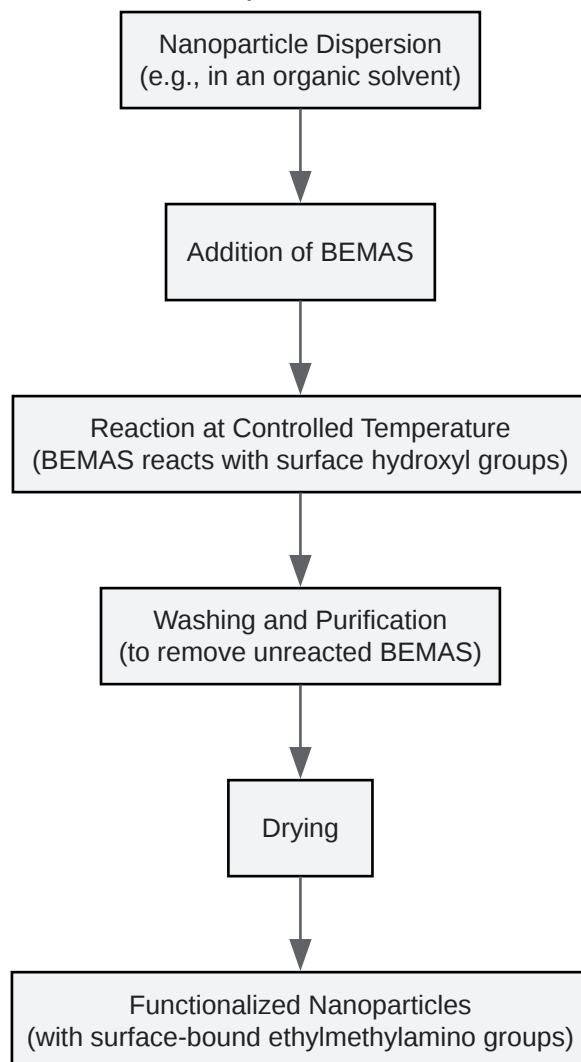 Nanoparticle Dispersion
(e.g., in an organic solvent)
Addition of BEMAS
Reaction at Controlled Temperature
(BEMAS reacts with surface hydroxyl groups)
Washing and Purification
(to remove unreacted BEMAS)
Drying
Functionalized Nanoparticles
(with surface-bound ethylmethylamino groups)